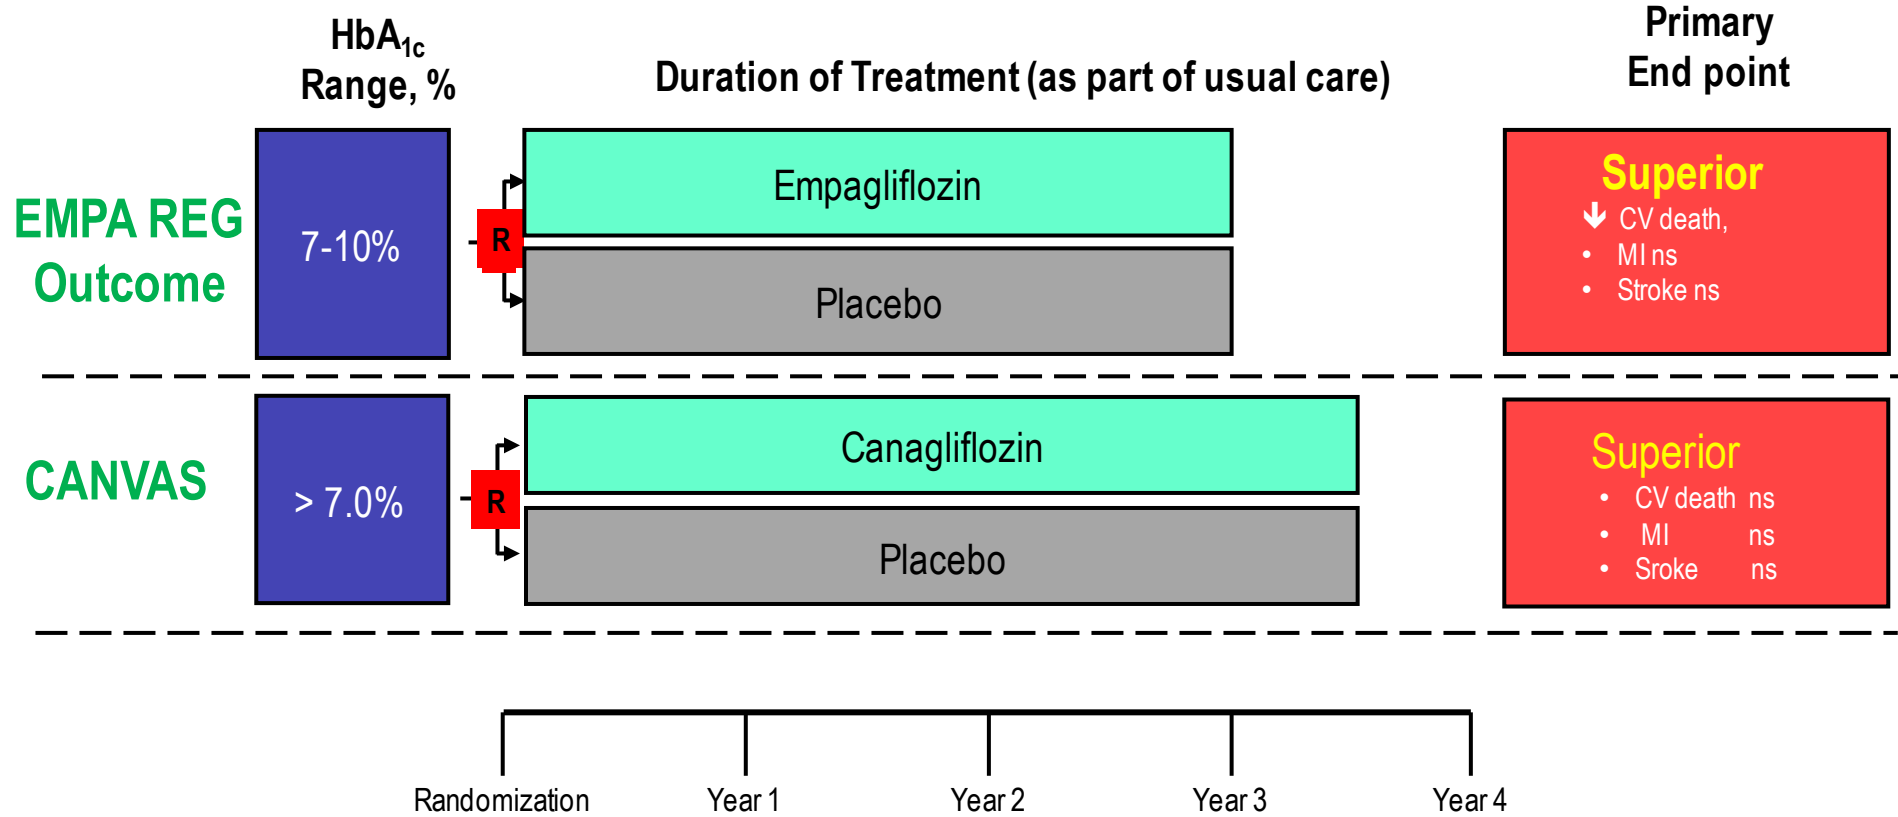 HbA1c
Range, %
Duration of Treatment (as part of usual care)
Primary
End point
EMPA REG
Outcome
7-10%
R
Empagliflozin
Placebo
Superior
🡻 CV death,
• MI ns
• Stroke ns
CANVAS
> 7.0%
R
Canagliflozin
Placebo
Superior
• CV death ns
• MI ns
• Sroke ns
Randomization
Year 1
Year 2
Year 3
Year 4